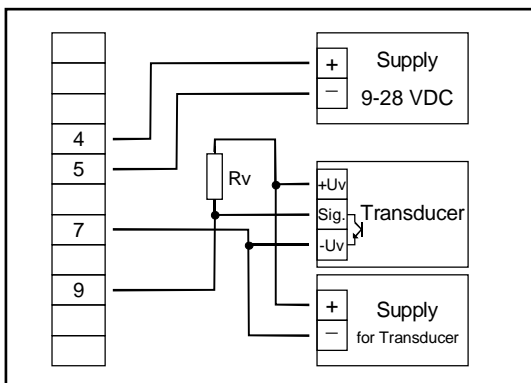 4
5
7
9
Rv
+
–
Supply
9-28 VDC
+Uv
Sig.
-Uv
Transducer
+
–
Supply
for Transducer